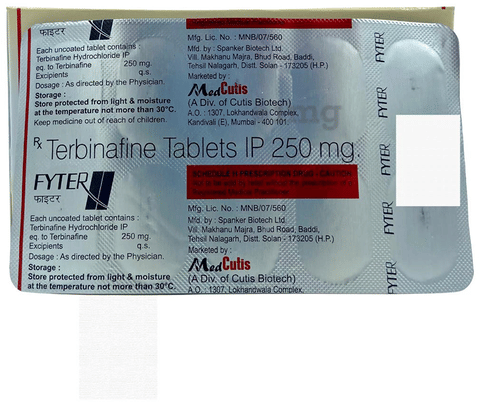 फाइटर
Each uncoated tablet contains :
Terbinafine Hydrochloride IP
eq. to Terbinafine 250 mg.
Excipients q.s.
Dosage : As directed by the Physician.
Storage :
Store protected from light & moisture
at the temperature not more than 30°C.
Keep medicine out of reach of children.
Mfg. Lic. No. : MNB/07/560
Mfd. by : Spanker Biotech Ltd.
Vill. Makhanu Majra, Bhud Road, Baddi,
Tehsil Nalagarh, Distt. Solan - 173205 (H.P.)
Marketed by :
MedCutis
(A Div. of Cutis Biotech)
A.O. : 1307, Lokhandwala Complex,
Kandivali (E), Mumbai - 400 101.
mg
Rx Terbinafine Tablets IP 250 mg
FYTER
फाइटर
Each uncoated tablet contains :
Terbinafine Hydrochloride IP
eq. to Terbinafine 250 mg
Excipients q.s.
Dosage : As directed by the Physician.
Storage :
Store protected from light & moisture
at the temperature not more than 30°C.
SCHEDULE H PRESCRIPTION DRUG - CAUTION
Mfg. Lic. No. : MNB/07/560
Mfd. by : Spanker Biotech Ltd.
Vill. Makhanu Majra, Bhud Road, Baddi,
Tehsil Nalagarh, Distt. Solan - 173205 (H.P.)
Marketed by :
MedCutis
(A Div. of Cutis Biotech)
A.O. : 1307, Lokhandwala Complex,
FYTER
FYTER
FYTER
FYTER